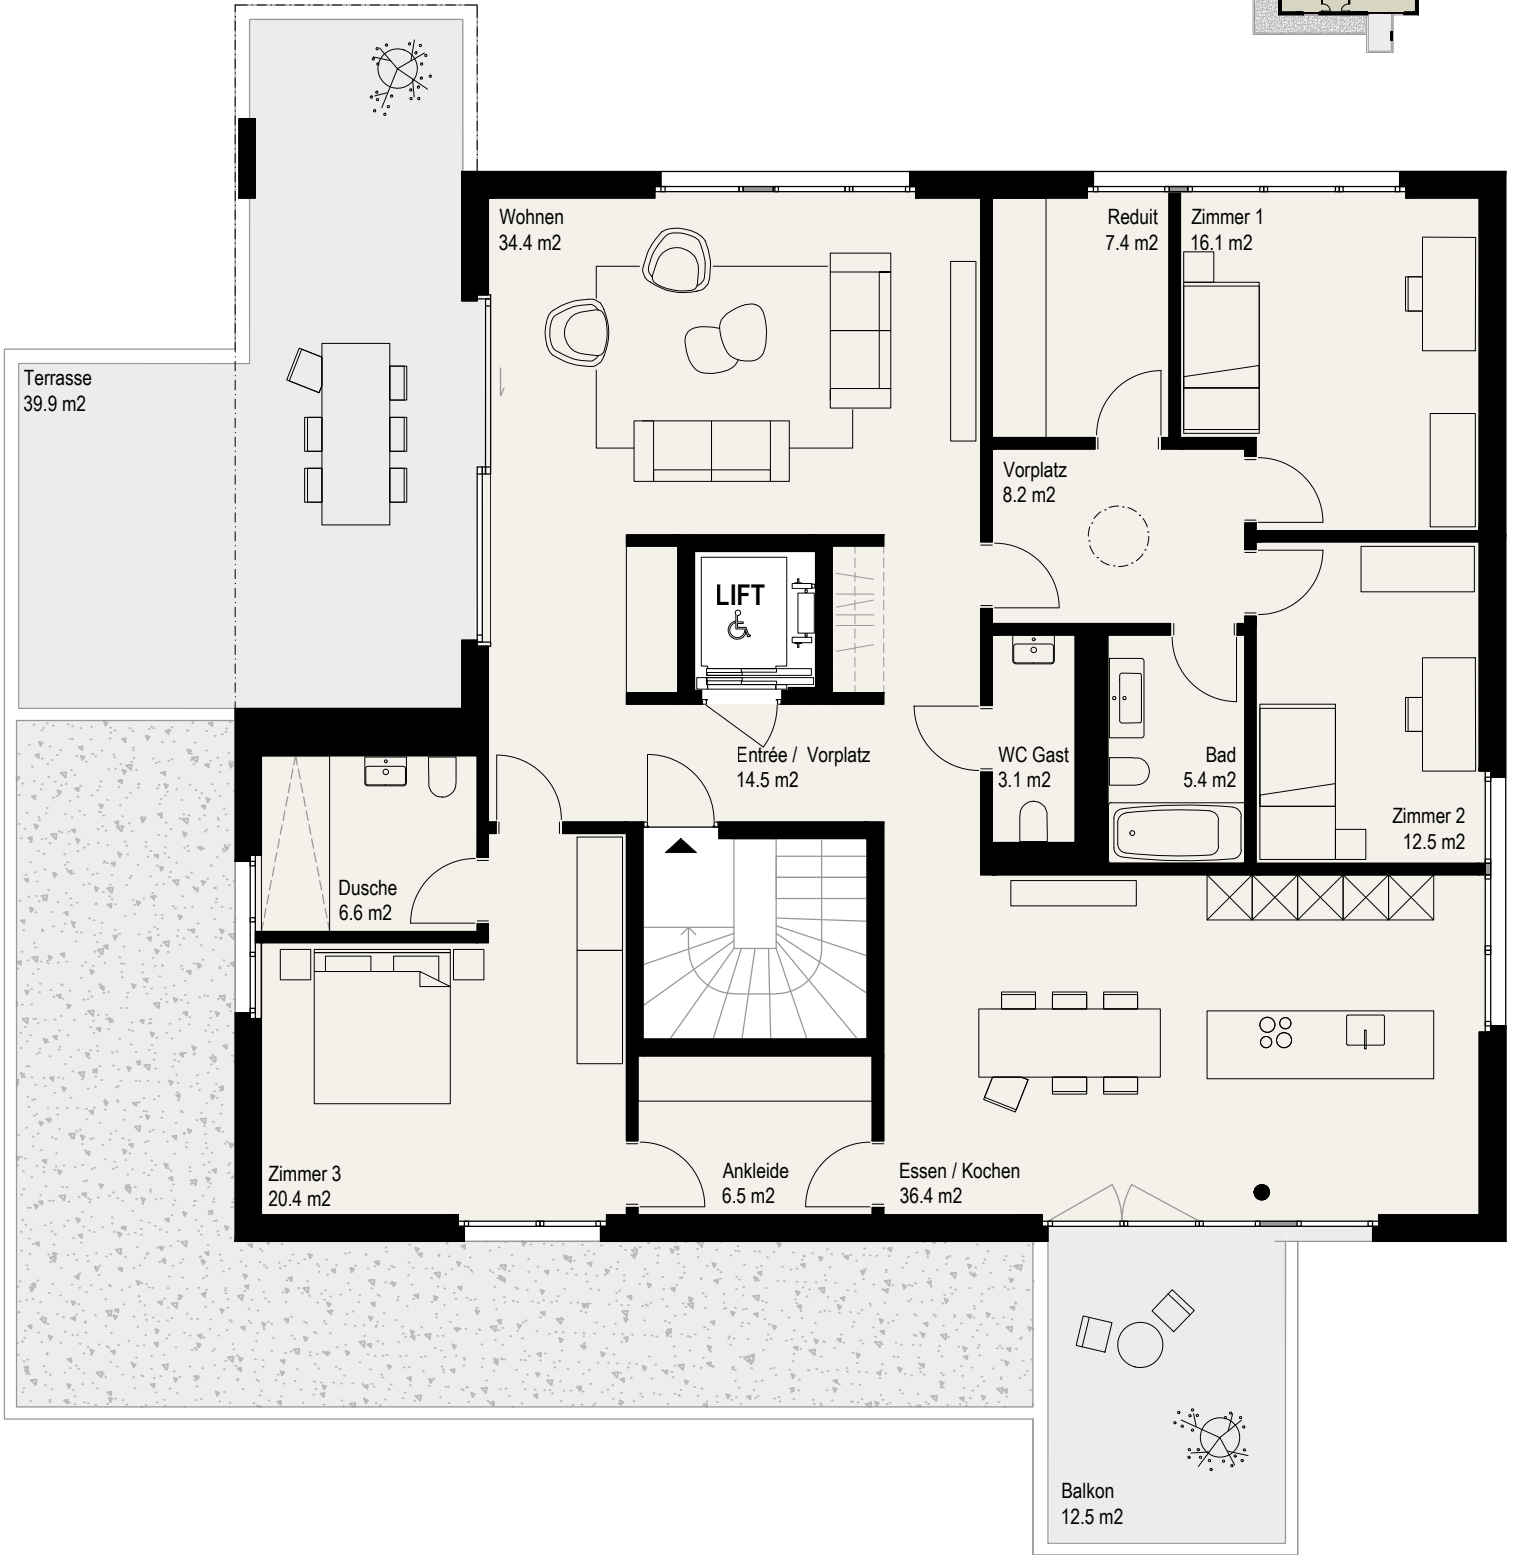 Wohnen
34.4 m2
Reduit
7.4 m2
Zimmer 1
16.1 m2
Terrasse
39.9 m2
Vorplatz
8.2 m2
LIFT
Entrée / Vorplatz
14.5 m2
WC Gast
3.1 m2
Bad
5.4 m2
Zimmer 2
12.5 m2
Dusche
6.6 m2
Zimmer 3
20.4 m2
Ankleide
6.5 m2
Essen / Kochen
36.4 m2
Balkon
12.5 m2